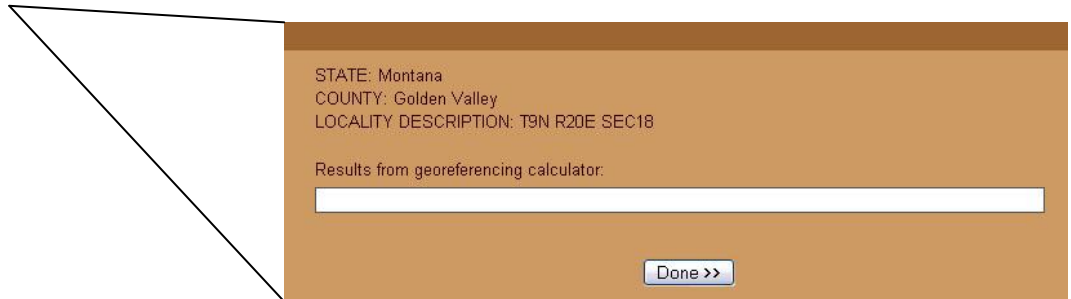 STATE: Montana
COUNTY: Golden Valley
LOCALITY DESCRIPTION: T9N R20E SEC18
Results from georeferencing calculator:
Done >>